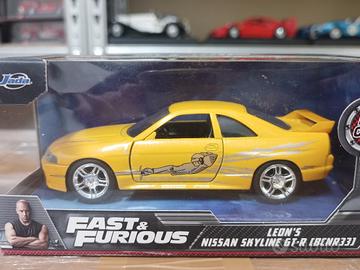 Jada
FAST &
FURIOUS
LEON'S
NISSAN SKYLINE GT-R (BCNR33)